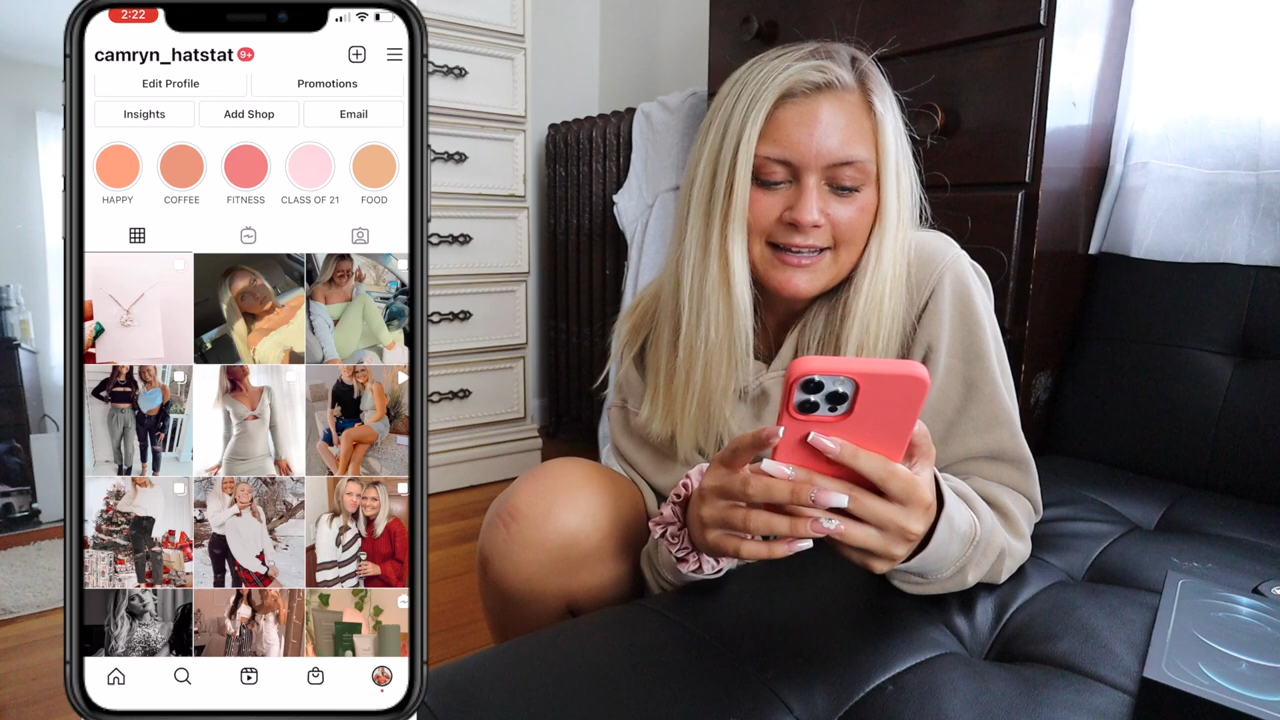 2:22
camryn_hatstat 9+
Edit Profile Promotions
Insights Add Shop Email
HAPPY COFFEE FITNESS CLASS OF 21 FOOD